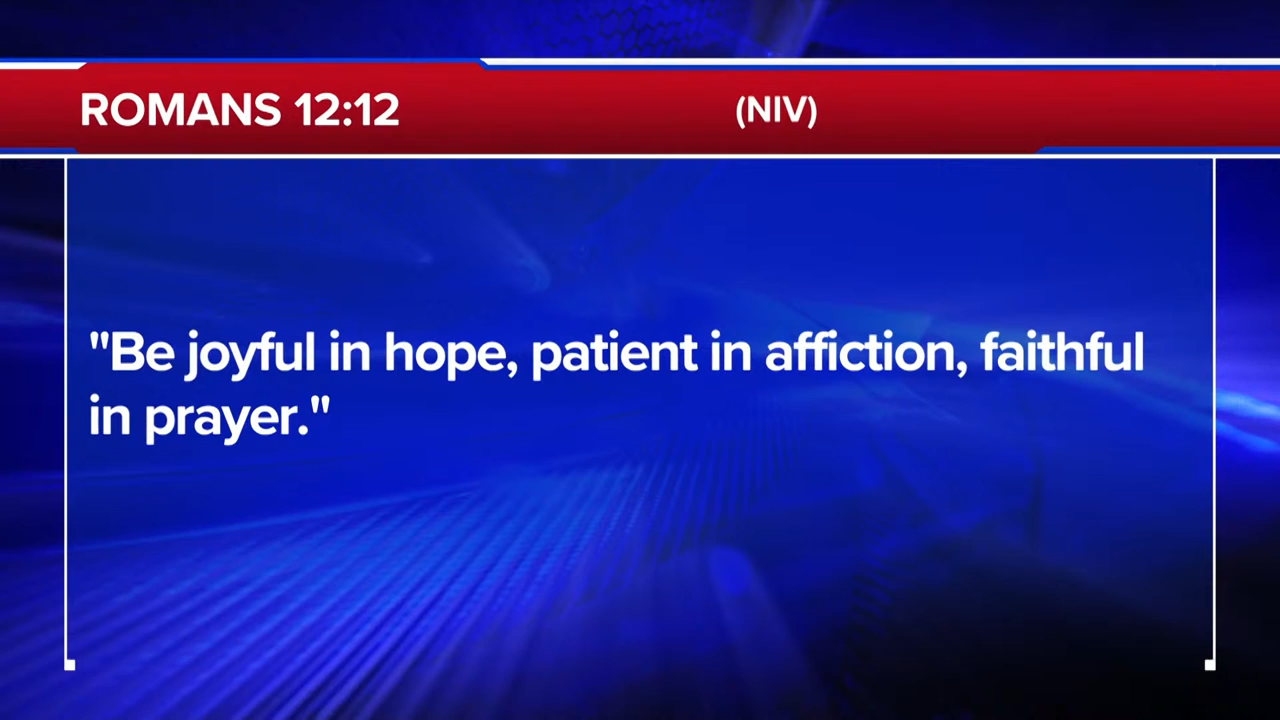 ROMANS 12:12 (NIV)
"Be joyful in hope, patient in affiction, faithful
in prayer."